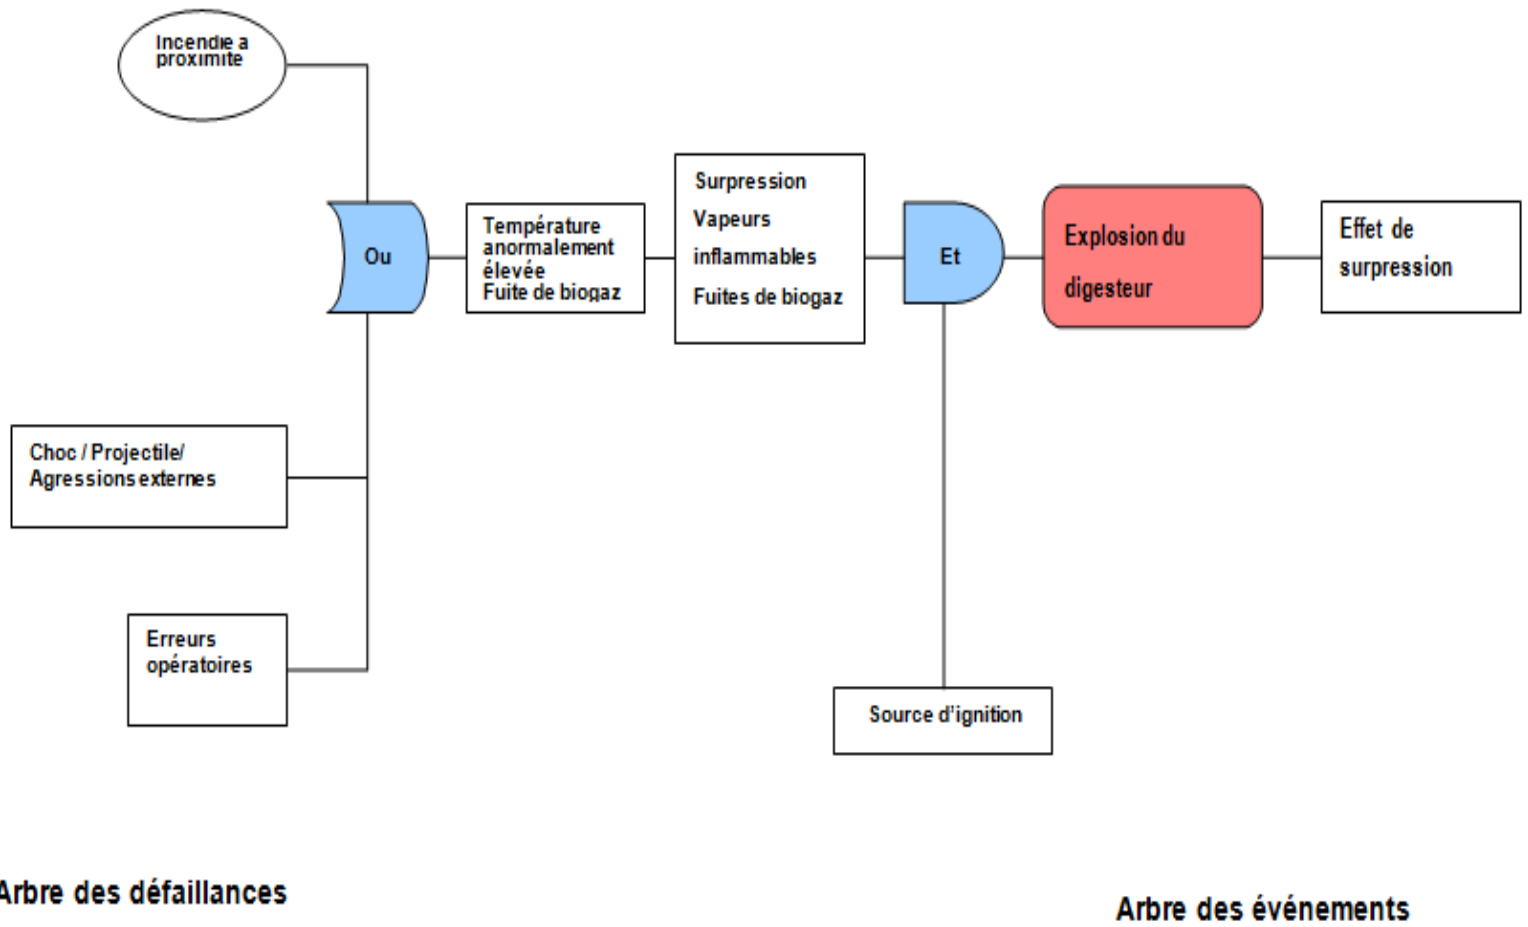 Incendie a
proximite
Ou
Température
anormalement
élevée
Fuite de biogaz
Surpression
Vapeurs
inflammables
Fuites de biogaz
Et
Explosion du
digesteur
Effet de
surpression
Choc / Projectile/
Agressions externes
Erreurs
opératoires
Source d'ignition
Arbre des défaillances
Arbre des événements